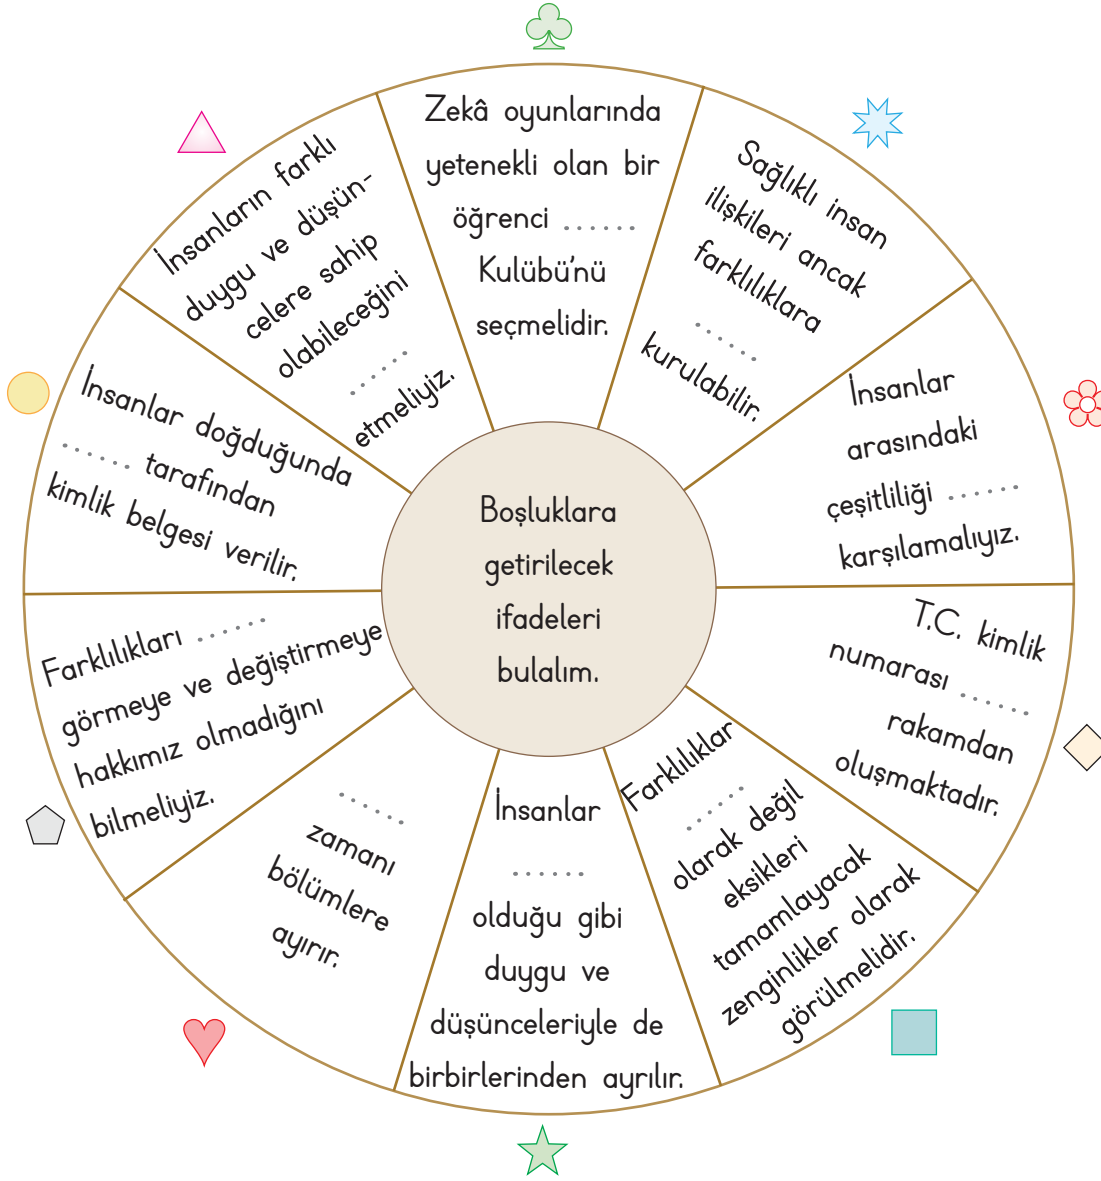 Zekâ oyunlarında
yetenekli olan bir
öğrenci .......
Kulübü'nü
seçmelidir.
Sağlıklı insan
ilişkileri ancak
farklılıklara
......
kurulabilir.
İnsanlar
arasındaki
çeşitliliği .......
karşılamalıyız.
T.C. kimlik
numarası .......
rakamdan
oluşmaktadır.
Farklılıklar
......
olarak değil
eksikleri
tamamlayacak
zenginlikler olarak
görülmelidir.
İnsanlar
.......
olduğu gibi
duygu ve
düşünceleriyle de
birbirlerinden ayrılır.
......
zamanı
bölümlere
ayırır.
Farklılıkları .......
görmeye ve değiştirmeye
hakkımız olmadığını
bilmeliyiz.
İnsanlar doğduğunda
....... tarafından
kimlik belgesi verilir.
İnsanların farklı
duygu ve düşün-
celere sahip
olabileceğini
.......
etmeliyiz.
Boşluklara
getirilecek
ifadeleri
bulalım.